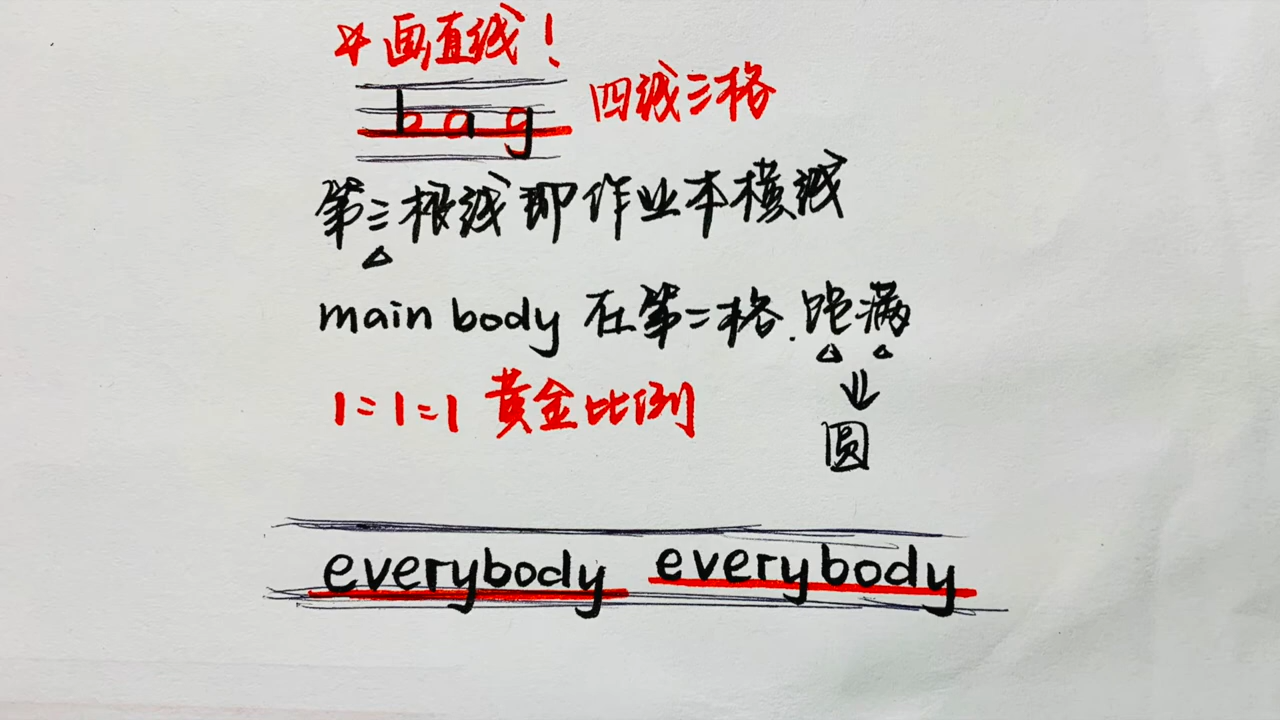 ☆画直线！
bag 四线三格
第三根线即作业本横线
main body 在第二格.饱满
1=1=1 黄金比例
圆
everybody everybody